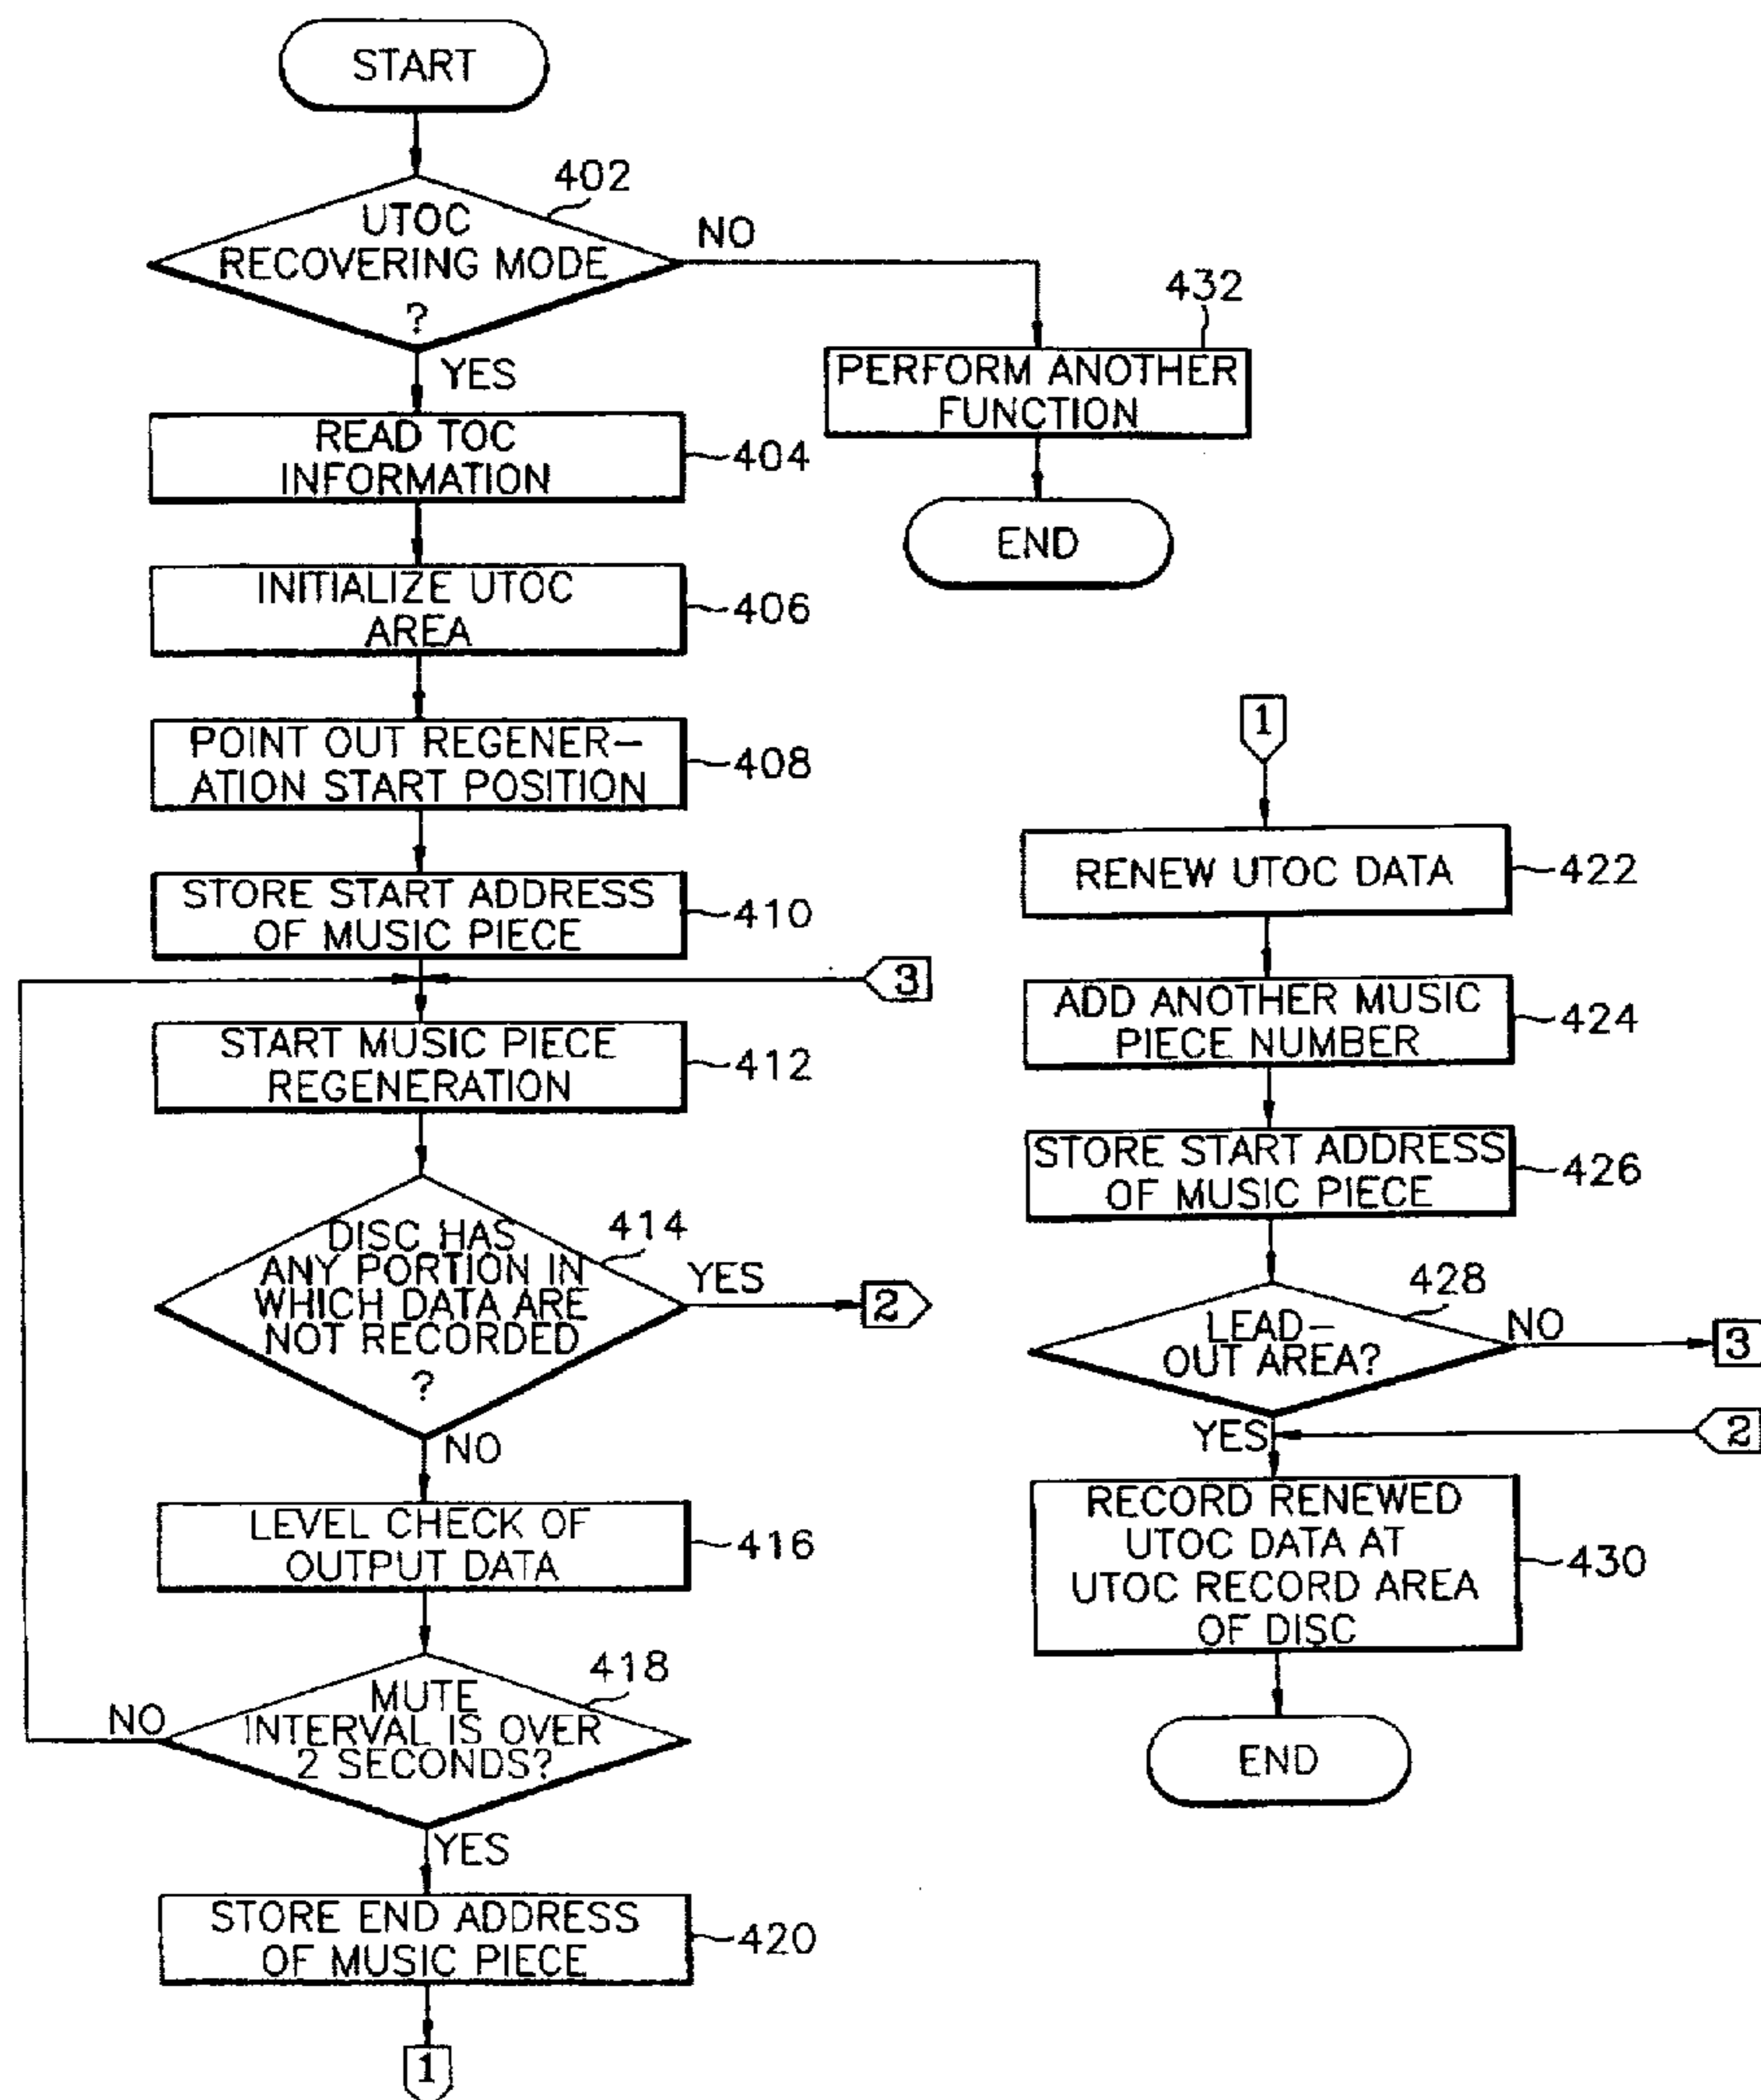 START
402
UTOC
RECOVERING MODE
?
NO
YES
432
PERFORM ANOTHER
FUNCTION
END
READ TOC
INFORMATION
404
INITIALIZE UTOC
AREA
406
POINT OUT REGENER-
ATION START POSITION
408
STORE START ADDRESS
OF MUSIC PIECE
410
3
START MUSIC PIECE
REGENERATION
412
414
DISC HAS
ANY PORTION IN
WHICH DATA ARE
NOT RECORDED
?
YES
2
NO
LEVEL CHECK OF
OUTPUT DATA
416
418
MUTE
INTERVAL IS OVER
2 SECONDS?
NO
YES
STORE END ADDRESS
OF MUSIC PIECE
420
1
1
RENEW UTOC DATA
422
ADD ANOTHER MUSIC
PIECE NUMBER
424
STORE START ADDRESS
OF MUSIC PIECE
426
428
LEAD-
OUT AREA?
NO
3
YES
2
RECORD RENEWED
UTOC DATA AT
UTOC RECORD AREA
OF DISC
430
END